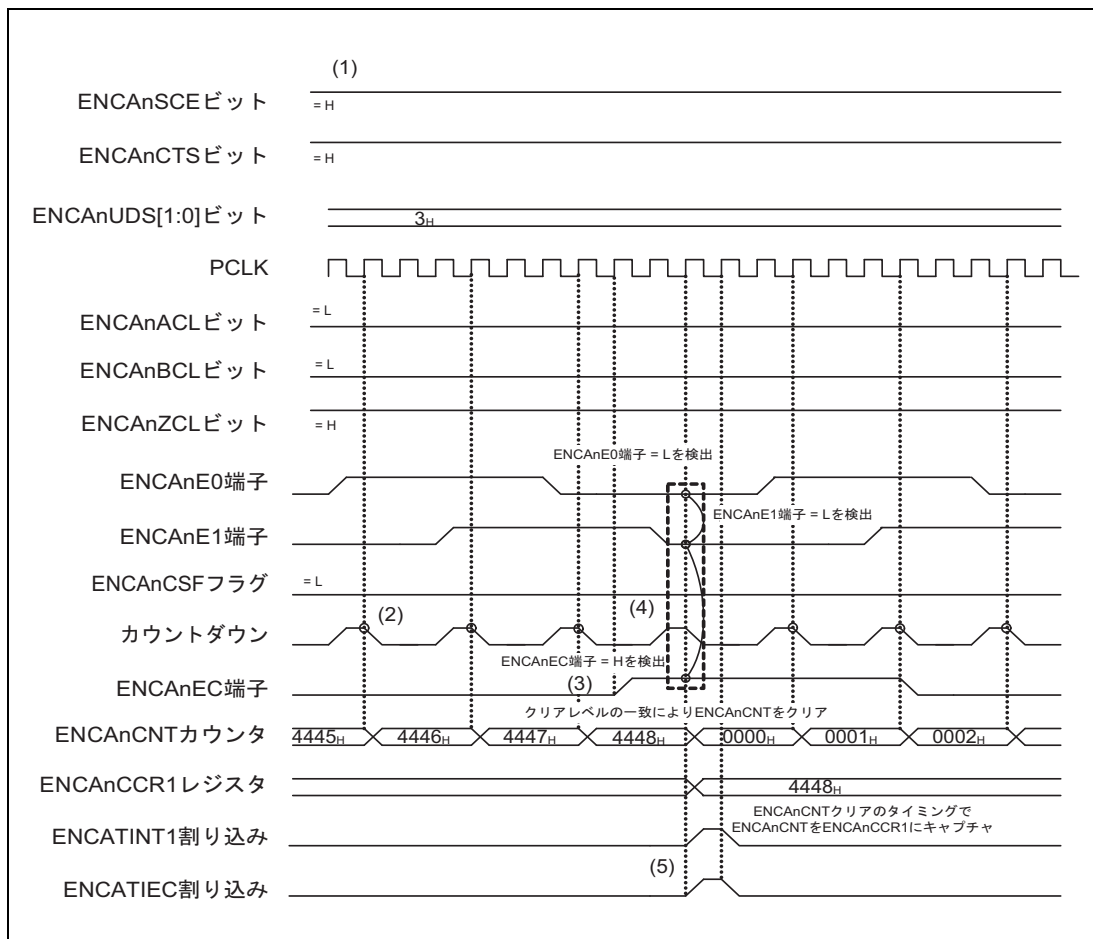 (1)
ENCAnSCEビット
= H
ENCAnCTSビット
= H
ENCAnUDS[1:0]ビット
3H
PCLK
ENCAnACLビット
= L
ENCAnBCLビット
= L
ENCAnZCLビット
= H
ENCAnE0端子 = Lを検出
ENCAnE0端子
ENCAnE1端子 = Lを検出
ENCAnE1端子
ENCAnCSFフラグ
= L
(2)
(4)
カウントダウン
ENCAnEC端子 = Hを検出
(3)
ENCAnEC端子
クリアレベルの一致によりENCAnCNTをクリア
ENCAnCNTカウンタ
4445H 4446H 4447H 4448H 0000H 0001H 0002H
ENCAnCCR1レジスタ
4448H
ENCAnCNTクリアのタイミングで
ENCAnCNTをENCAnCCR1にキャプチャ
ENCATINT1割り込み
(5)
ENCATIEC割り込み